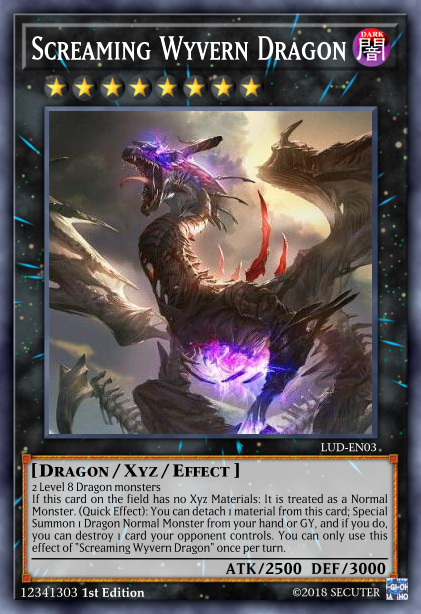 SCREAMING WYVERN DRAGON
DARK
闇
LUD-EN03
[DRAGON / XYZ / EFFECT ]
2 Level 8 Dragon monsters
If this card on the field has no Xyz Materials: It is treated as a Normal
Monster. (Quick Effect): You can detach 1 material from this card; Special
Summon 1 Dragon Normal Monster from your hand or GY, and if you do,
you can destroy 1 card your opponent controls. You can only use this
effect of "Screaming Wyvern Dragon" once per turn.
ATK/2500 DEF/3000
12341303 1st Edition
©2018 SECUTER